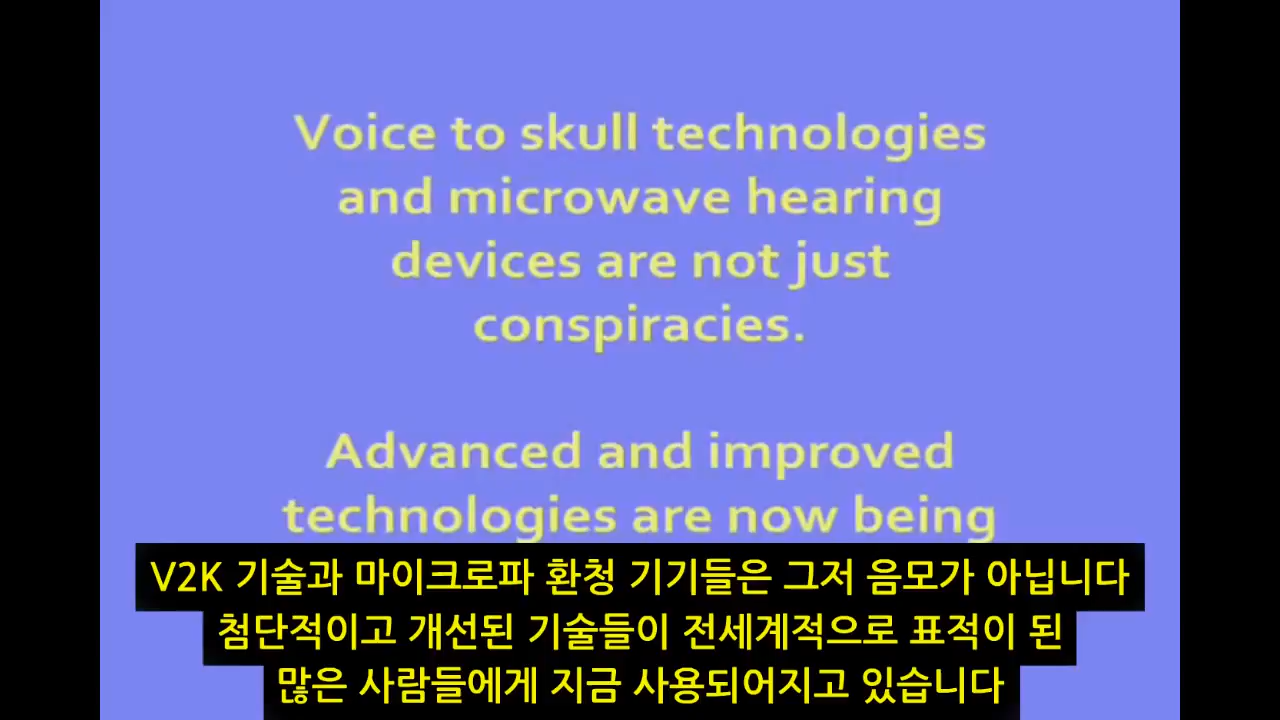 Voice to skull technologies
and microwave hearing
devices are not just
conspiracies.
Advanced and improved
technologies are now being
V2K 기술과 마이크로파 환청 기기들은 그저 음모가 아닙니다
첨단적이고 개선된 기술들이 전세계적으로 표적이 된
많은 사람들에게 지금 사용되어지고 있습니다